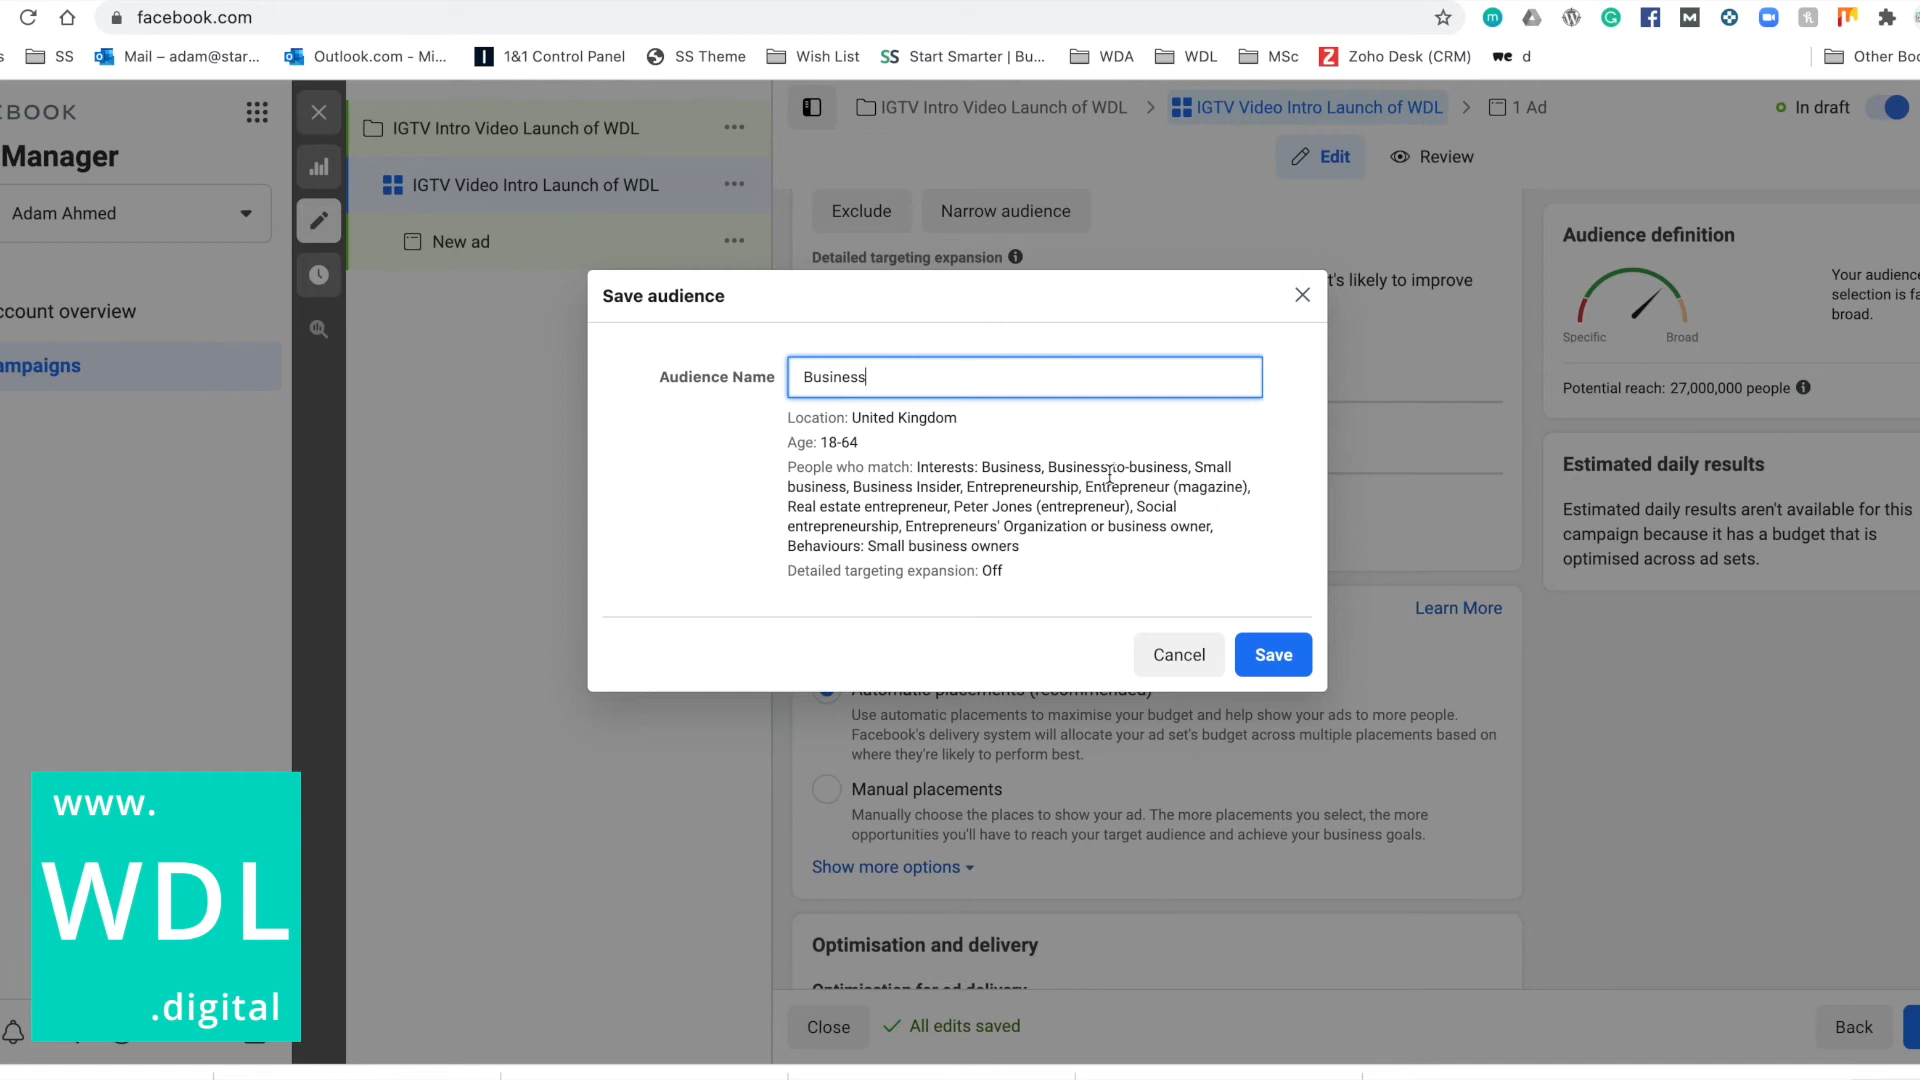 facebook.com
SS
Mail – adam@star...
Outlook.com - Mi...
1&1 Control Panel
SS Theme
Wish List
Start Smarter | Bu...
WDA
WDL
MSc
Zoho Desk (CRM)
we d
Other Boo
EBOOK
Manager
Adam Ahmed
ccount overview
ampaigns
IGTV Intro Video Launch of WDL
IGTV Video Intro Launch of WDL
New ad
IGTV Intro Video Launch of WDL
IGTV Video Intro Launch of WDL
1 Ad
In draft
Edit
Review
Exclude
Narrow audience
Detailed targeting expansion
t's likely to improve
Save audience
Audience Name
Business
Location: United Kingdom
Age: 18-64
People who match: Interests: Business, Business-to-business, Small
business, Business Insider, Entrepreneurship, Entrepreneur (magazine),
Real estate entrepreneur, Peter Jones (entrepreneur), Social
entrepreneurship, Entrepreneurs' Organization or business owner,
Behaviours: Small business owners
Detailed targeting expansion: Off
Cancel
Save
Learn More
Automatic placements (recommended)
Use automatic placements to maximise your budget and help show your ads to more people.
Facebook's delivery system will allocate your ad set's budget across multiple placements based on
where they're likely to perform best.
Manual placements
Manually choose the places to show your ad. The more placements you select, the more
opportunities you'll have to reach your target audience and achieve your business goals.
Show more options
Optimisation and delivery
Optimisation for ad delivery
Close
All edits saved
Back
Audience definition
Specific
Broad
Your audience
selection is fa
broad.
Potential reach: 27,000,000 people
Estimated daily results
Estimated daily results aren't available for this
campaign because it has a budget that is
optimised across ad sets.
www.
WDL
.digital